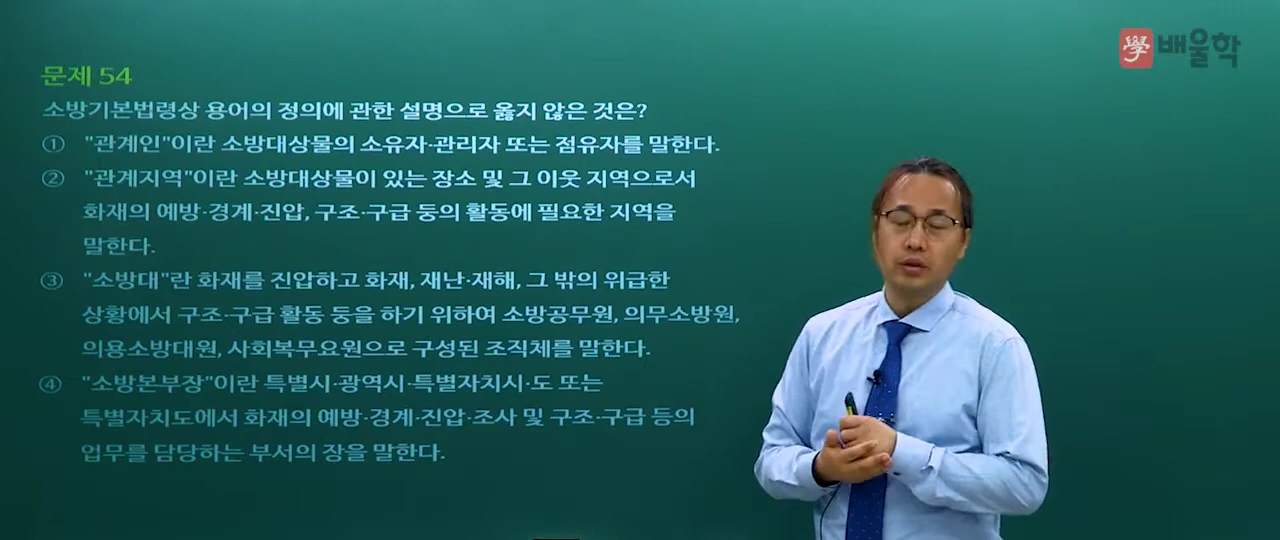 學 배울학
문제 54
소방기본법령상 용어의 정의에 관한 설명으로 옳지 않은 것은?
① "관계인"이란 소방대상물의 소유자·관리자 또는 점유자를 말한다.
② "관계지역"이란 소방대상물이 있는 장소 및 그 이웃 지역으로서
화재의 예방·경계·진압, 구조·구급 등의 활동에 필요한 지역을
말한다.
③ "소방대"란 화재를 진압하고 화재, 재난·재해, 그 밖의 위급한
상황에서 구조·구급 활동 등을 하기 위하여 소방공무원, 의무소방원,
의용소방대원, 사회복무요원으로 구성된 조직체를 말한다.
④ "소방본부장"이란 특별시·광역시·특별자치시·도 또는
특별자치도에서 화재의 예방·경계·진압·조사 및 구조·구급 등의
업무를 담당하는 부서의 장을 말한다.